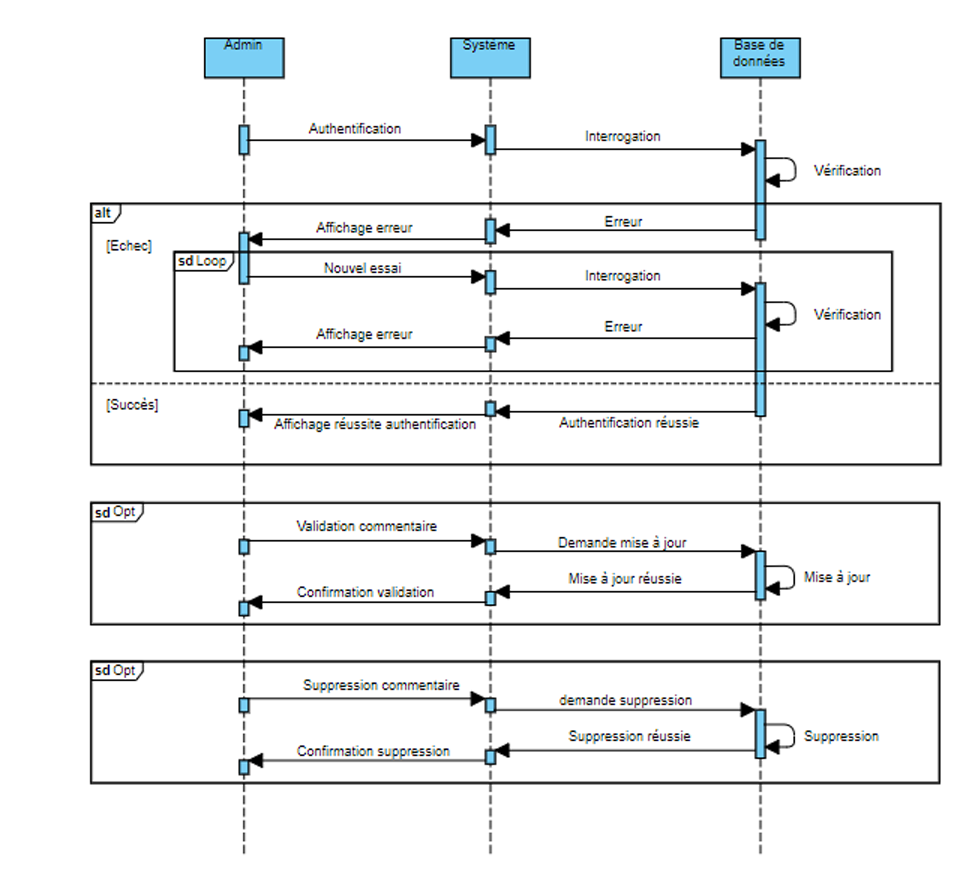 Admin
Système
Base de
données
Authentification
Interrogation
Vérification
alt
[Echec]
Erreur
Affichage erreur
sd Loop
Nouvel essai
Interrogation
Vérification
Erreur
Affichage erreur
[Succès]
Authentification réussie
Affichage réussite authentification
sd Opt
Validation commentaire
Demande mise à jour
Mise à jour
Mise à jour réussie
Confirmation validation
sd Opt
Suppression commentaire
demande suppression
Suppression
Suppression réussie
Confirmation suppression